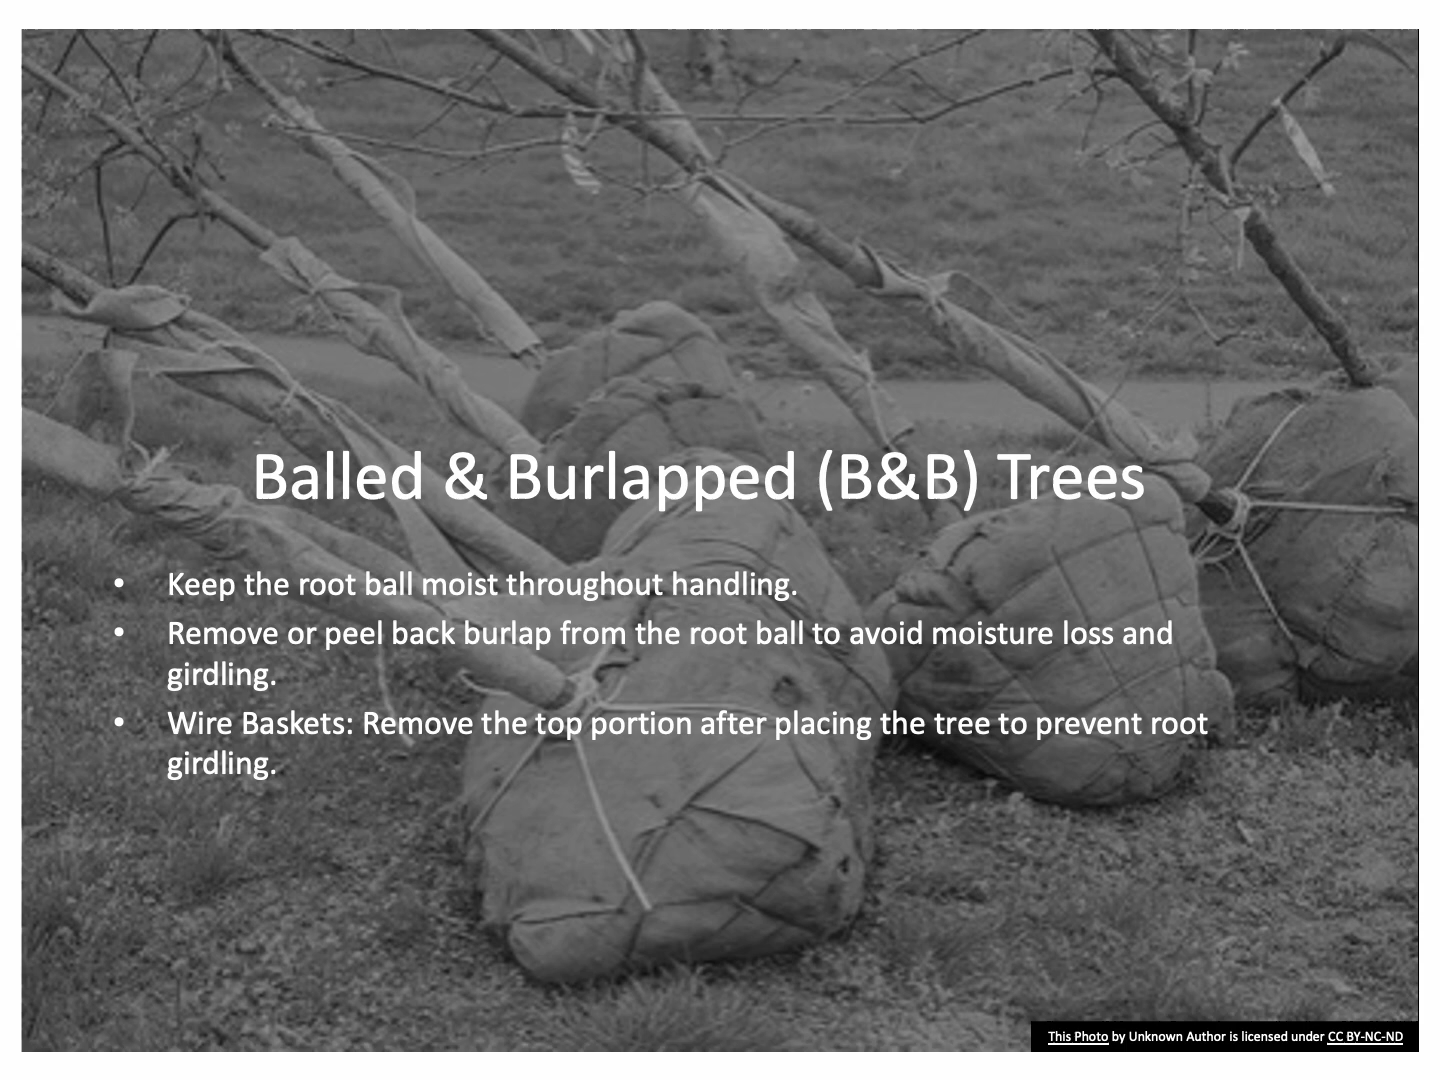 Balled & Burlapped (B&B) Trees
• Keep the root ball moist throughout handling.
• Remove or peel back burlap from the root ball to avoid moisture loss and
girdling.
• Wire Baskets: Remove the top portion after placing the tree to prevent root
girdling.
This Photo by Unknown Author is licensed under CC BY-NC-ND